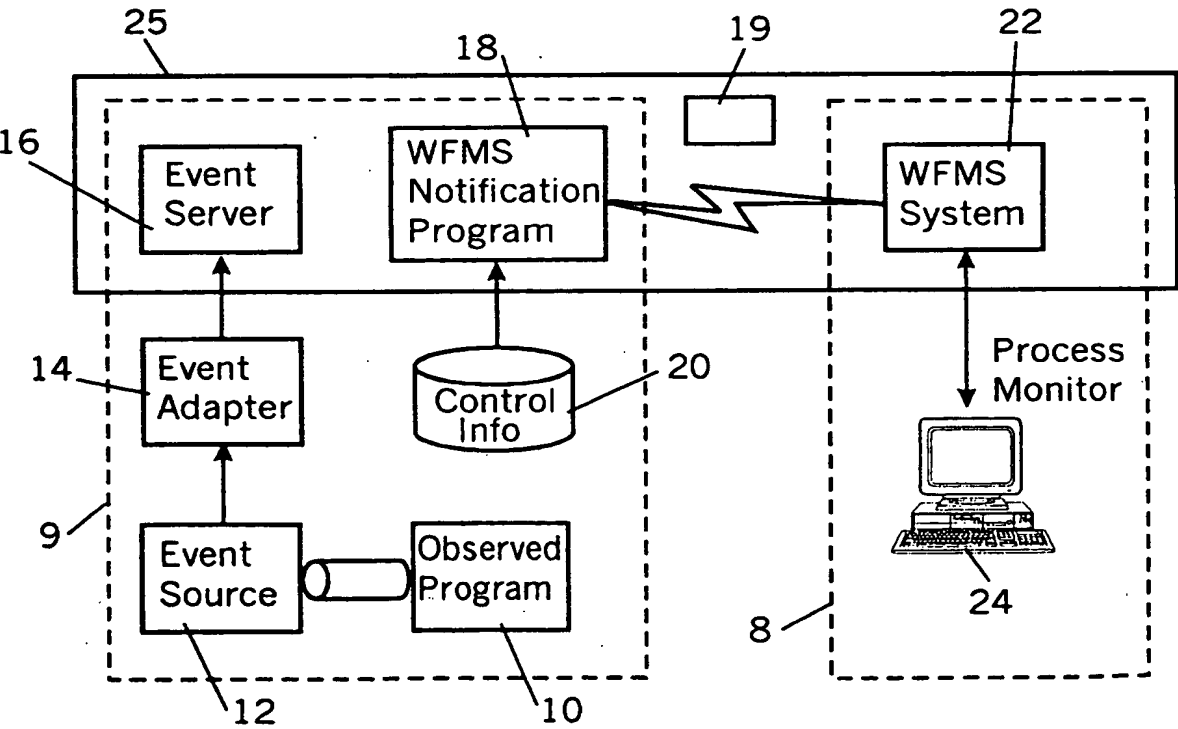 25
18
19
22
16
Event
Server
WFMS
Notification
Program
WFMS
System
14
Event
Adapter
20
Control
Info
Process
Monitor
9
Event
Source
Observed
Program
24
8
12
10